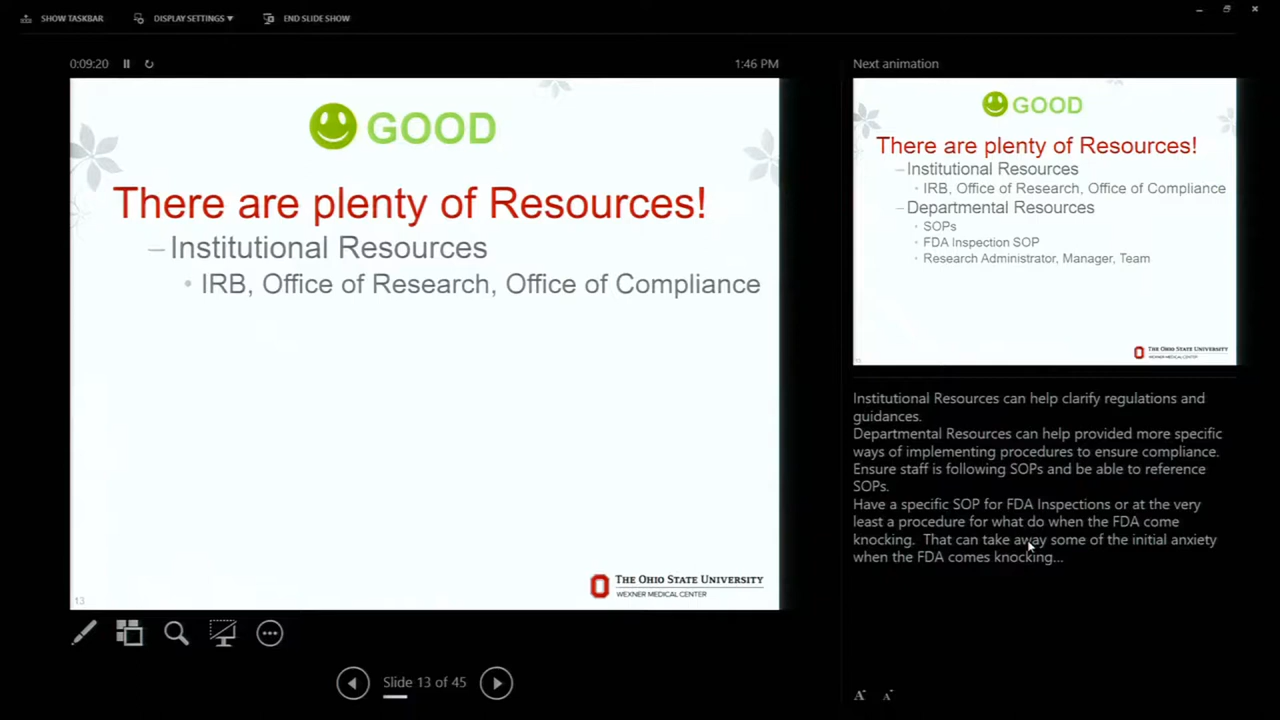 SHOW TASKBAR
DISPLAY SETTINGS ▼
END SLIDE SHOW
0:09:20
1:46 PM
GOOD
There are plenty of Resources!
–Institutional Resources
• IRB, Office of Research, Office of Compliance
THE OHIO STATE UNIVERSITY
WEXNER MEDICAL CENTER
13
Slide 13 of 45
Next animation
GOOD
There are plenty of Resources!
–Institutional Resources
• IRB, Office of Research, Office of Compliance
–Departmental Resources
• SOPs
• FDA Inspection SOP
• Research Administrator, Manager, Team
THE OHIO STATE UNIVERSITY
WEXNER MEDICAL CENTER
13
Institutional Resources can help clarify regulations and
guidances.
Departmental Resources can help provided more specific
ways of implementing procedures to ensure compliance.
Ensure staff is following SOPs and be able to reference
SOPs.
Have a specific SOP for FDA Inspections or at the very
least a procedure for what do when the FDA come
knocking.  That can take away some of the initial anxiety
when the FDA comes knocking...
A A